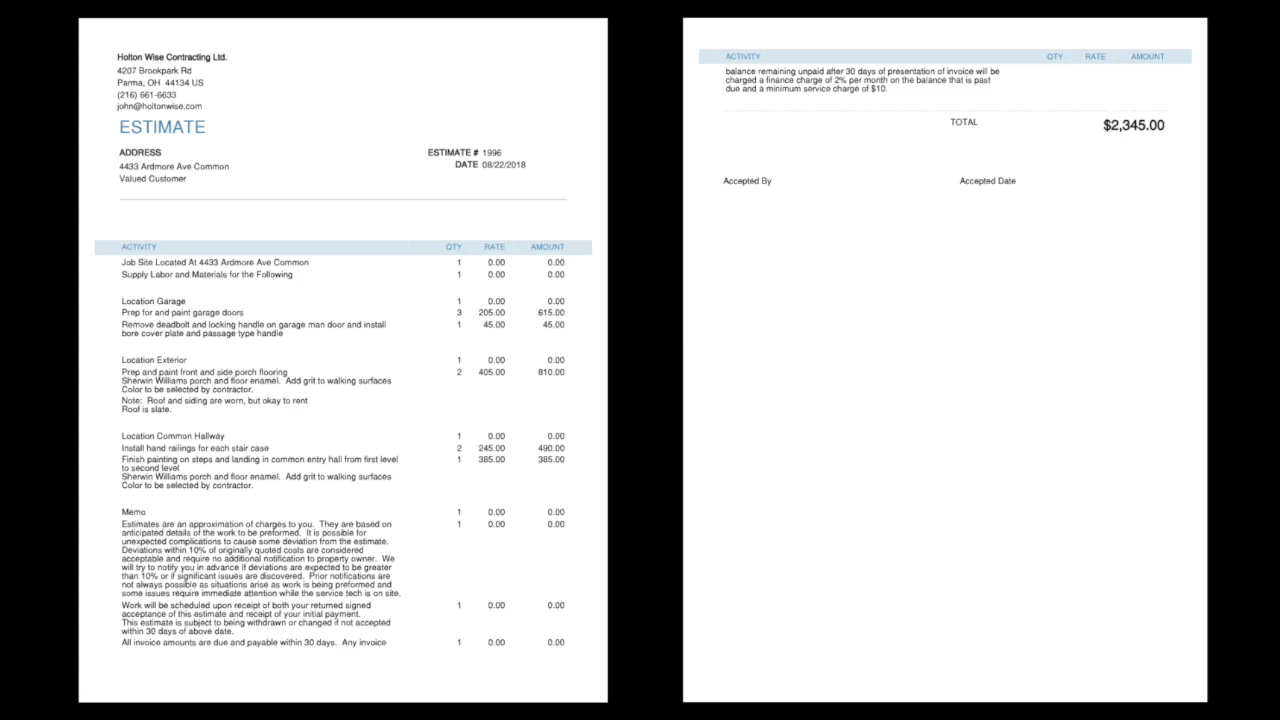 Holton Wise Contracting Ltd.
4207 Brookpark Rd
Parma, OH 44134 US
(216) 661-6633
john@holtonwise.com
ESTIMATE
ADDRESS
4433 Ardmore Ave Common
Valued Customer
ESTIMATE # 1996
DATE 08/22/2018
ACTIVITY QTY RATE AMOUNT
Job Site Located At 4433 Ardmore Ave Common 1 0.00 0.00
Supply Labor and Materials for the Following 1 0.00 0.00
Location Garage 1 0.00 0.00
Prep for and paint garage doors 3 205.00 615.00
Remove deadbolt and locking handle on garage man door and install 1 45.00 45.00
bore cover plate and passage type handle
Location Exterior 1 0.00 0.00
Prep and paint front and side porch flooring 2 405.00 810.00
Sherwin Williams porch and floor enamel. Add grit to walking surfaces
Color to be selected by contractor.
Note: Roof and siding are worn, but okay to rent
Roof is slate.
Location Common Hallway 1 0.00 0.00
Install hand railings for each stair case 2 245.00 490.00
Finish painting on steps and landing in common entry hall from first level 1 385.00 385.00
to second level
Sherwin Williams porch and floor enamel. Add grit to walking surfaces
Color to be selected by contractor.
Memo 1 0.00 0.00
Estimates are an approximation of charges to you. They are based on 1 0.00 0.00
anticipated details of the work to be preformed. It is possible for
unexpected complications to cause some deviation from the estimate.
Deviations within 10% of originally quoted costs are considered
acceptable and require no additional notification to property owner. We
will try to notify you in advance if deviations are expected to be greater
than 10% or if significant issues are discovered. Prior notifications are
not always possible as situations arise as work is being preformed and
some issues require immediate attention while the service tech is on site.
Work will be scheduled upon receipt of both your returned signed 1 0.00 0.00
acceptance of this estimate and receipt of your initial payment.
This estimate is subject to being withdrawn or changed if not accepted
within 30 days of above date.
All invoice amounts are due and payable within 30 days. Any invoice 1 0.00 0.00
ACTIVITY QTY RATE AMOUNT
balance remaining unpaid after 30 days of presentation of invoice will be
charged a finance charge of 2% per month on the balance that is past
due and a minimum service charge of $10.
TOTAL $2,345.00
Accepted By Accepted Date